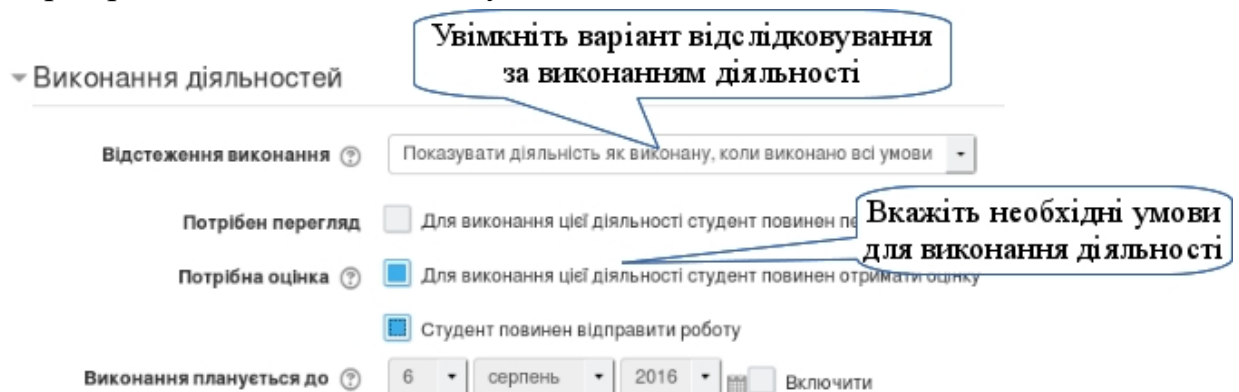 Увімкніть варіант відслідковування
за виконанням діяльності
Виконання діяльностей
Відстеження виконання
Показувати діяльність як виконану, коли виконано всі умови
Потрібен перегляд
Для виконання цієї діяльності студент повинен
Вкажіть необхідні умови
для виконання діяльності
Потрібна оцінка
Для виконання цієї діяльності студент повинен отримати оцінку
Студент повинен відправити роботу
Виконання планується до
6 серпень 2016 Включити